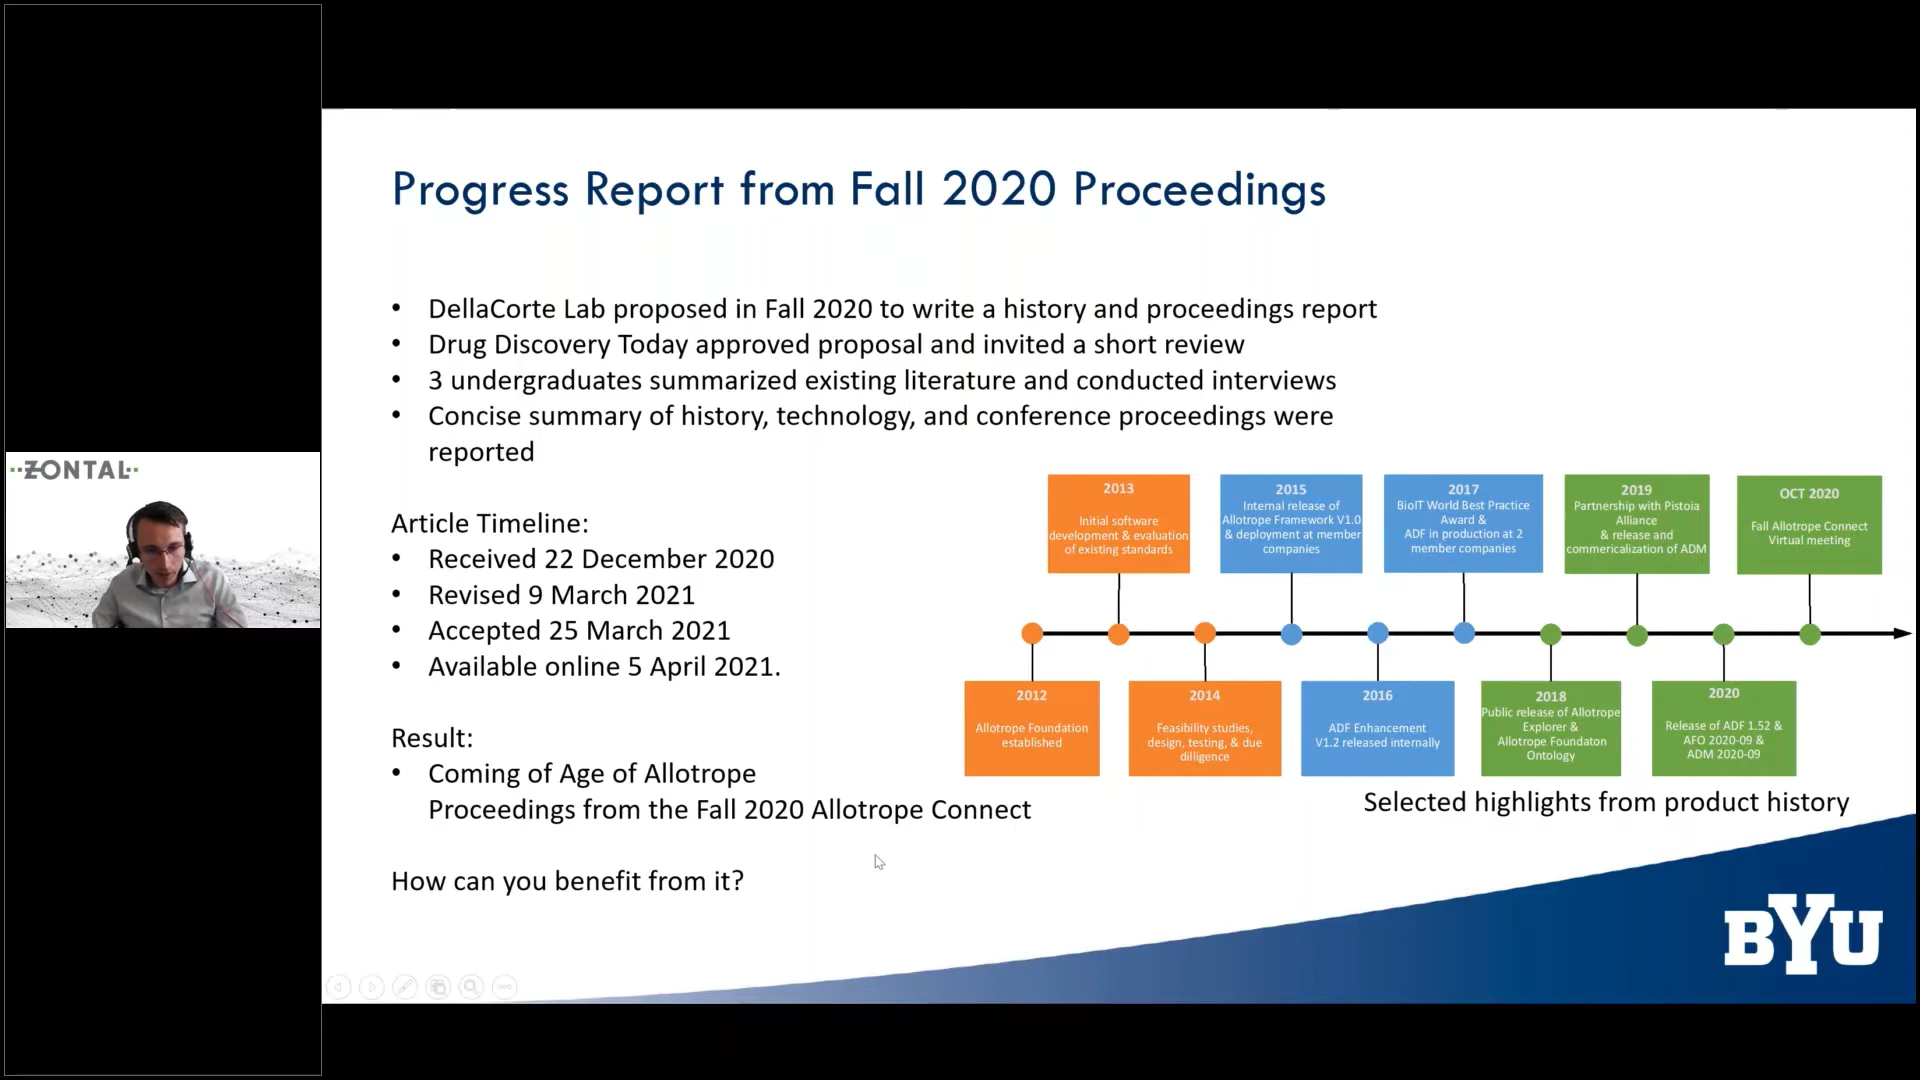 Progress Report from Fall 2020 Proceedings
• DellaCorte Lab proposed in Fall 2020 to write a history and proceedings report
• Drug Discovery Today approved proposal and invited a short review
• 3 undergraduates summarized existing literature and conducted interviews
• Concise summary of history, technology, and conference proceedings were
reported
ZONTAL
Article Timeline:
• Received 22 December 2020
• Revised 9 March 2021
• Accepted 25 March 2021
• Available online 5 April 2021.
Result:
• Coming of Age of Allotrope
Proceedings from the Fall 2020 Allotrope Connect
How can you benefit from it?
2013
Initial software
development & evaluation
of existing standards
2015
Internal release of
Allotrope Framework V1.0
& deployment at member
companies
2017
BioIT World Best Practice
Award &
ADF in production at 2
member companies
2019
Partnership with Pistoia
Alliance
& release and
commericalization of ADM
OCT 2020
Fall Allotrope Connect
Virtual meeting
2012
Allotrope Foundation
established
2014
Feasibility studies,
design, testing, & due
dilligence
2016
ADF Enhancement
V1.2 released internally
2018
Public release of Allotrope
Explorer &
Allotrope Foundaton
Ontology
2020
Release of ADF 1.52 &
AFO 2020-09 &
ADM 2020-09
Selected highlights from product history
BYU